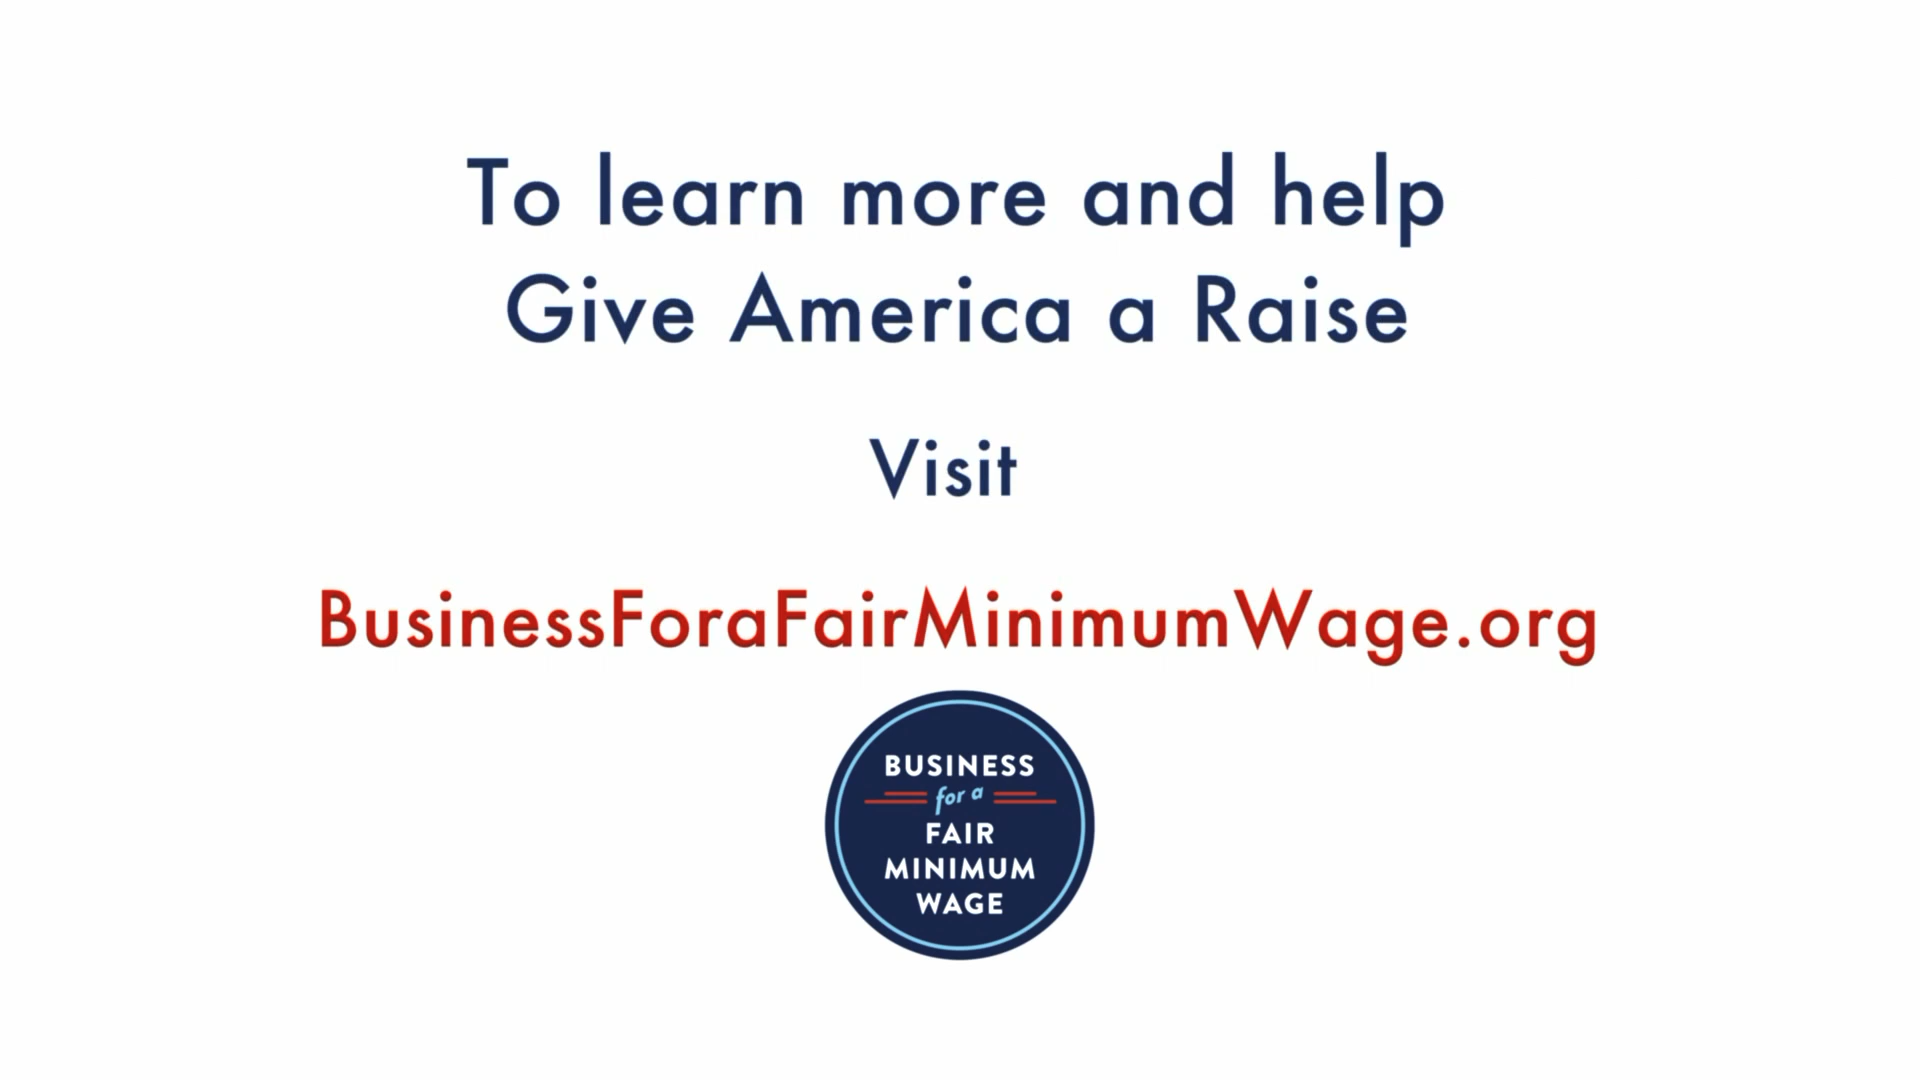 To learn more and help
Give America a Raise
Visit
BusinessForaFairMinimumWage.org
BUSINESS
for a
FAIR
MINIMUM
WAGE